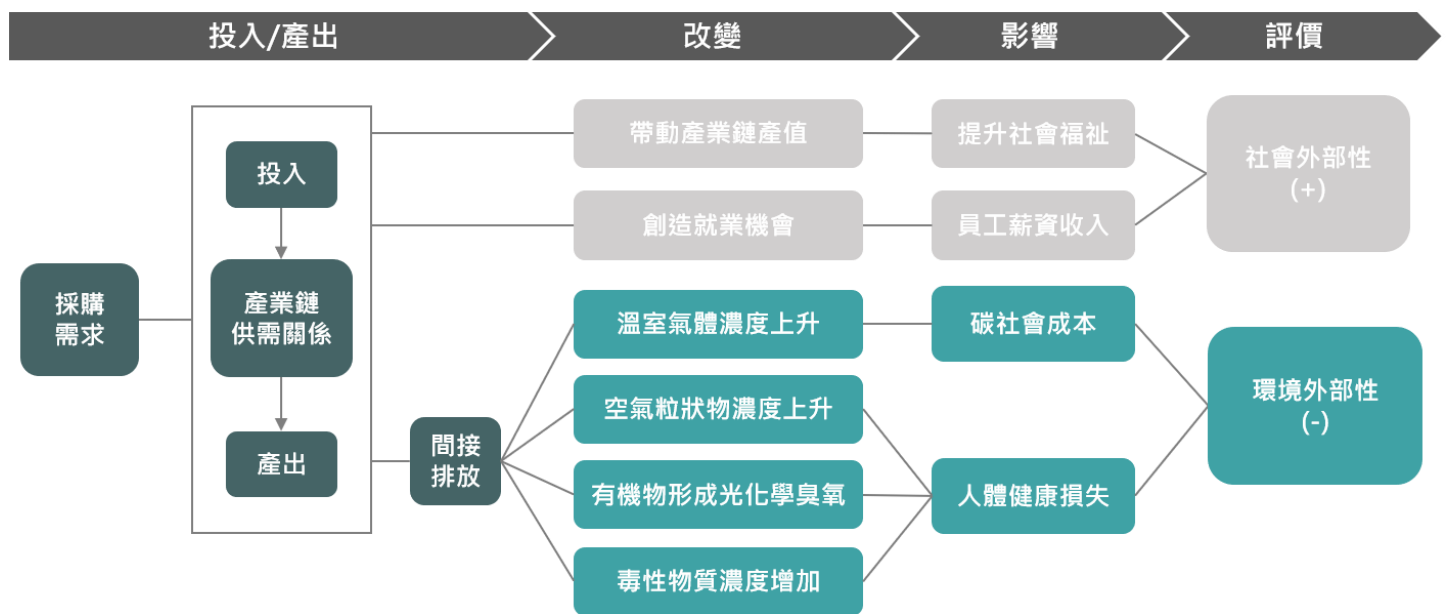 投入/產出
改變
影響
評價
採購
需求
投入
產業鏈
供需關係
產出
間接
排放
帶動產業鏈產值
提升社會福祉
創造就業機會
員工薪資收入
社會外部性
(+)
溫室氣體濃度上升
碳社會成本
空氣粒狀物濃度上升
有機物形成光化學臭氧
人體健康損失
毒性物質濃度增加
環境外部性
(-)